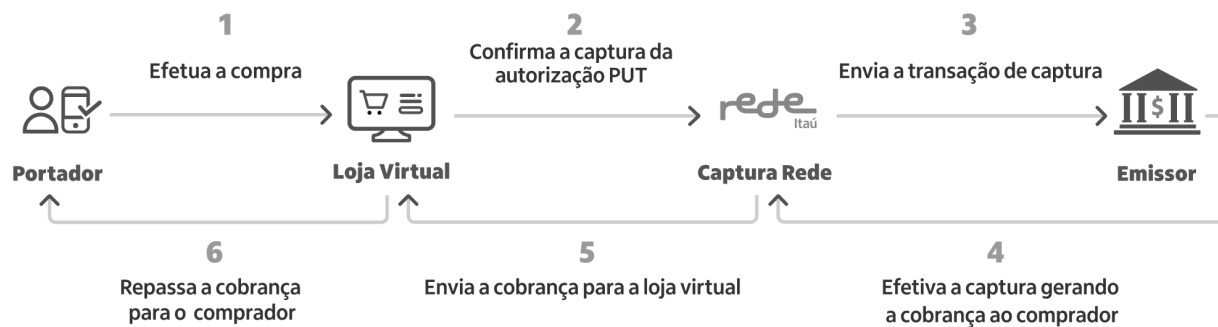 1
Efetua a compra
2
Confirma a captura da
autorização PUT
3
Envia a transação de captura
rede
Itaú
$
Portador
Loja Virtual
Captura Rede
Emissor
6
Repassa a cobrança
para o comprador
5
Envia a cobrança para a loja virtual
4
Efetiva a captura gerando
a cobrança ao comprador